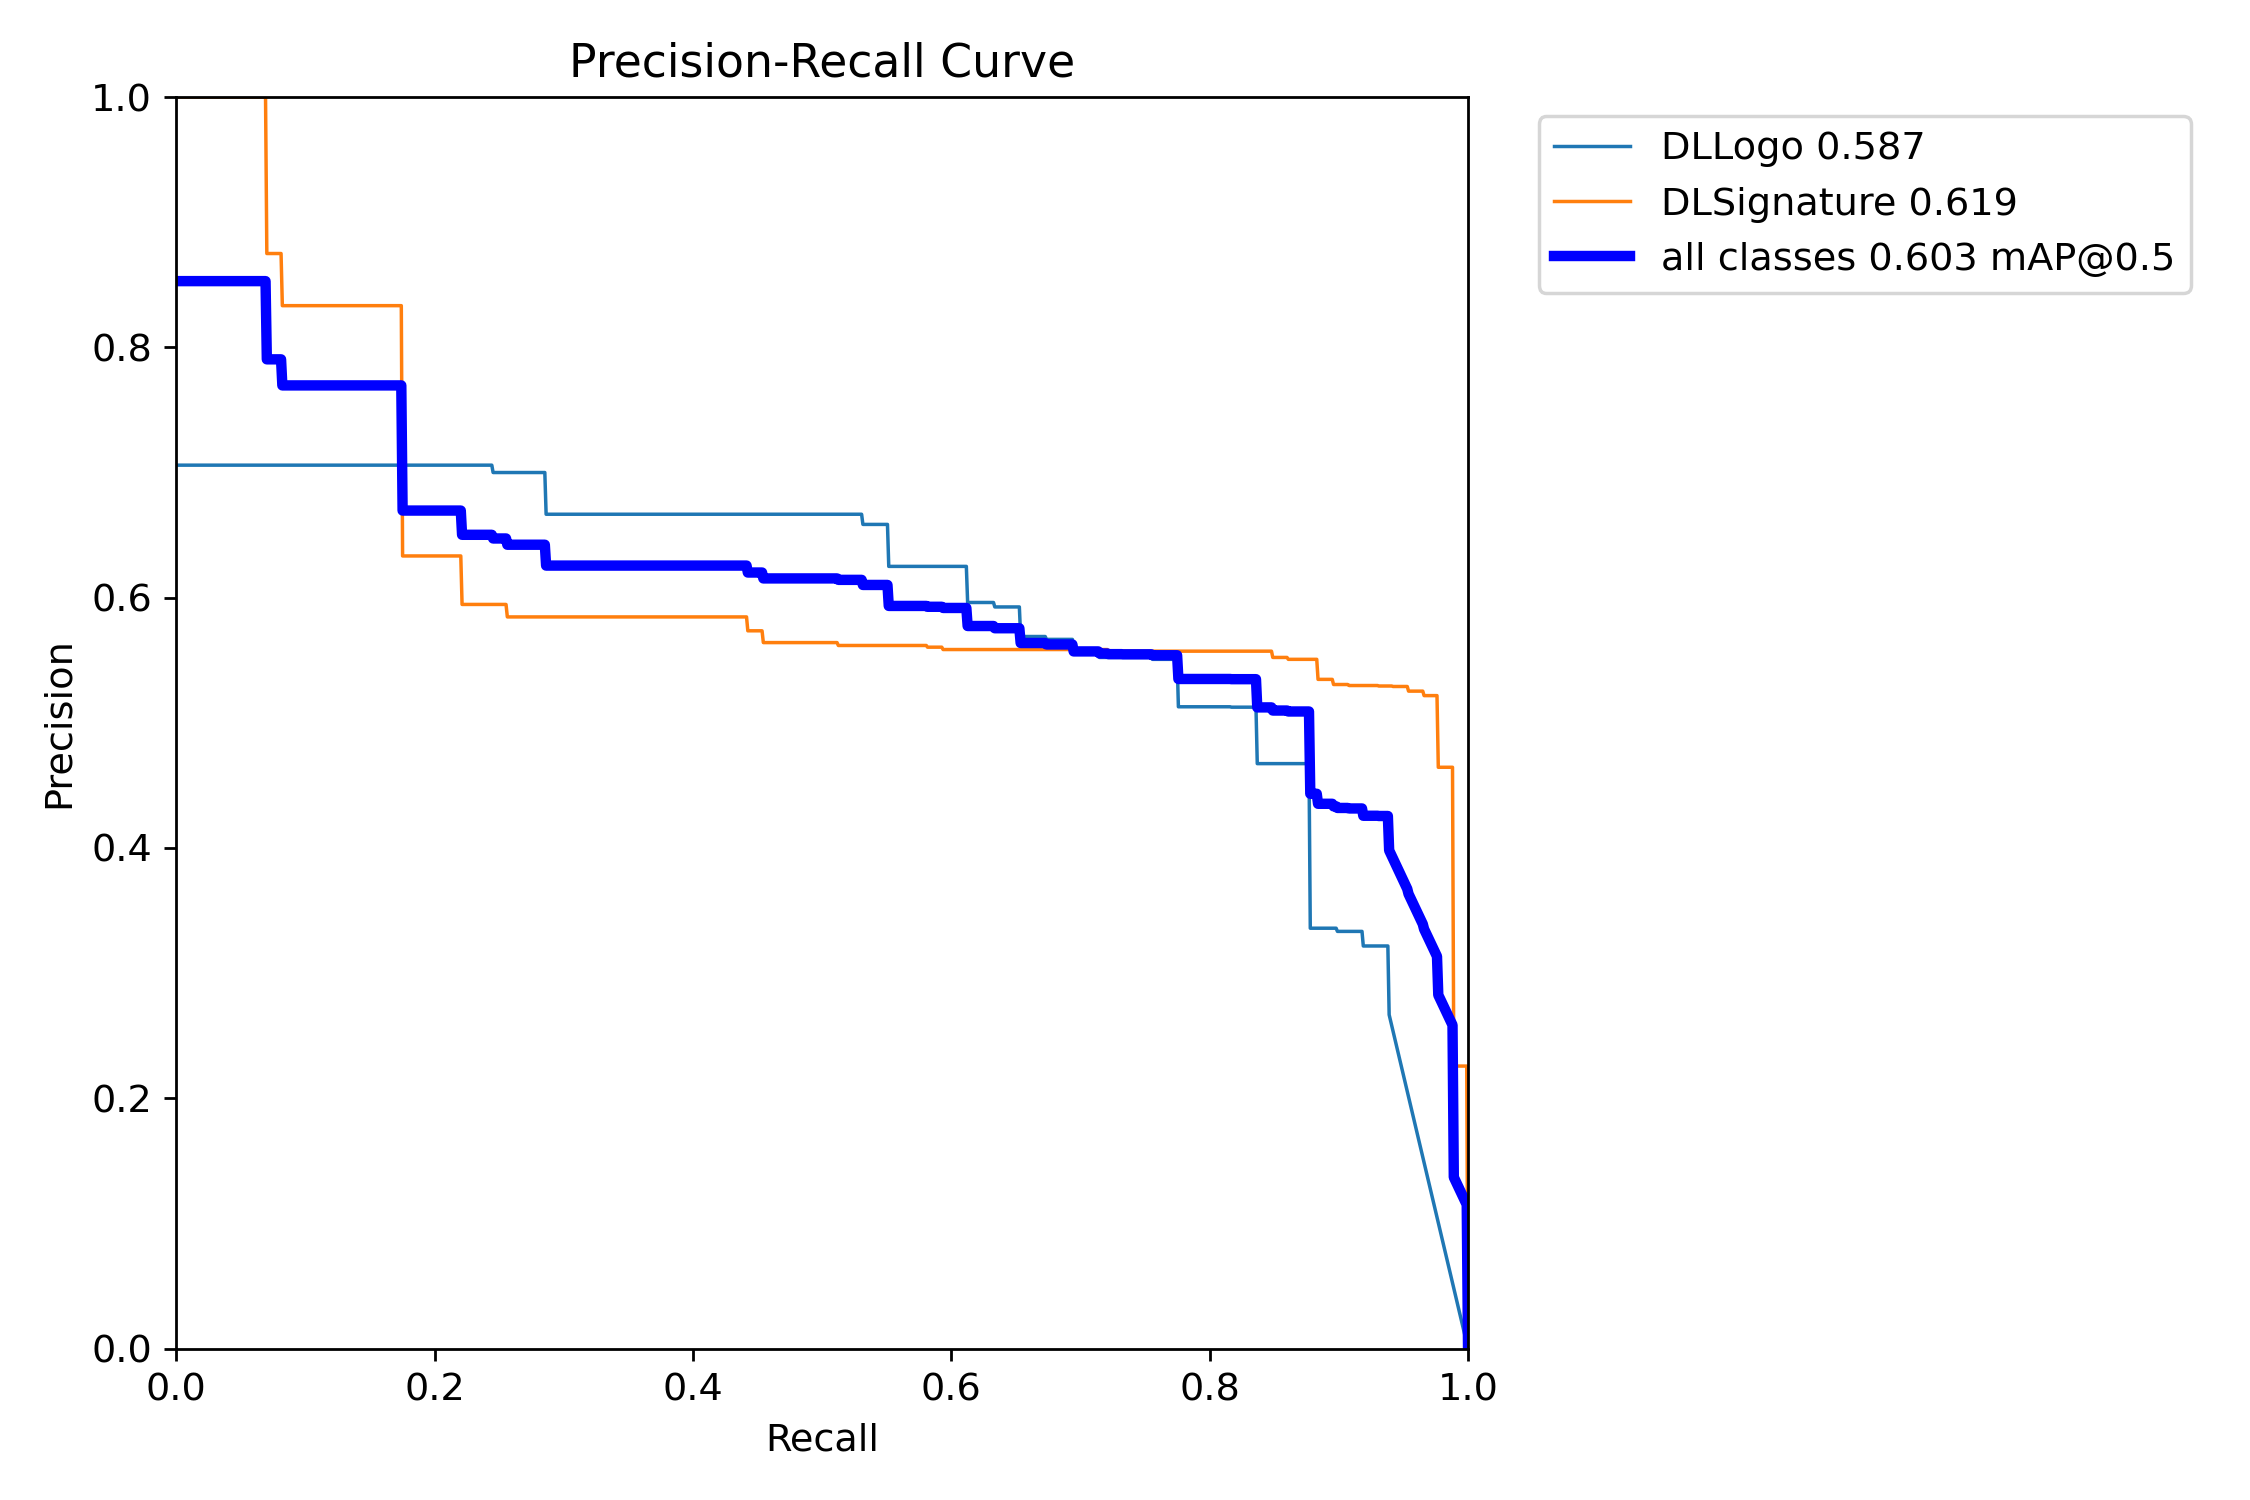 Precision-Recall Curve
DLLogo 0.587
DLSignature 0.619
all classes 0.603 mAP@0.5
1.0
0.8
0.6
0.4
0.2
0.0
Precision
0.0 0.2 0.4 0.6 0.8 1.0
Recall